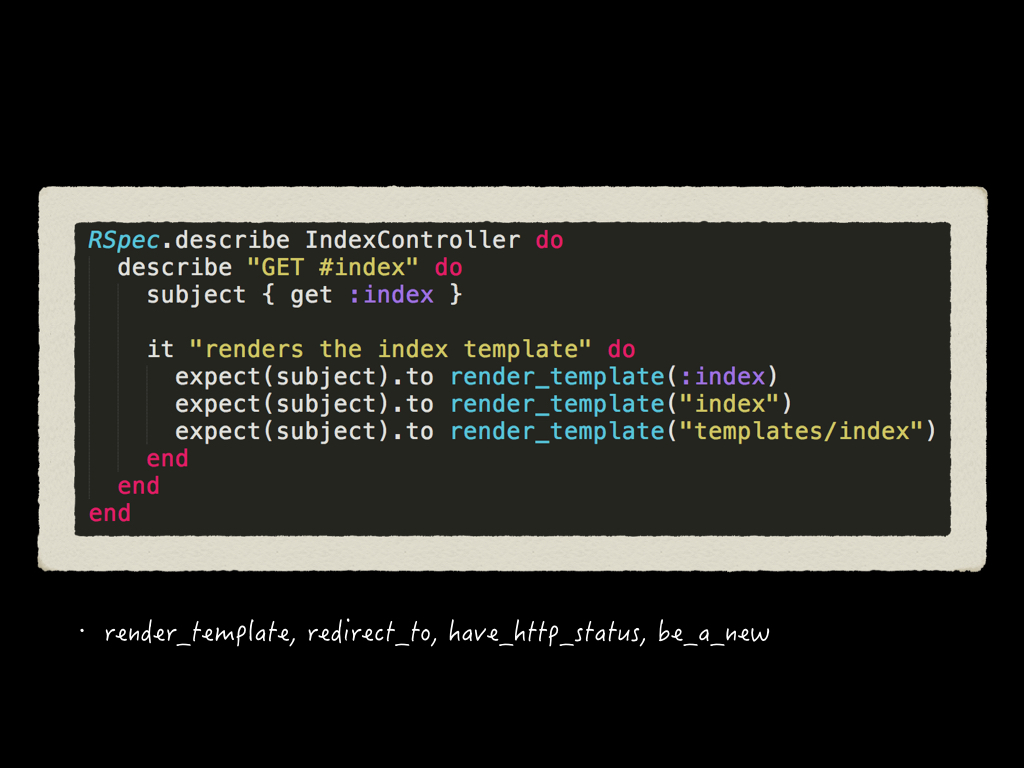 RSpec.describe IndexController do
  describe "GET #index" do
    subject { get :index }

    it "renders the index template" do
      expect(subject).to render_template(:index)
      expect(subject).to render_template("index")
      expect(subject).to render_template("templates/index")
    end
  end
end
• render_template, redirect_to, have_http_status, be_a_new